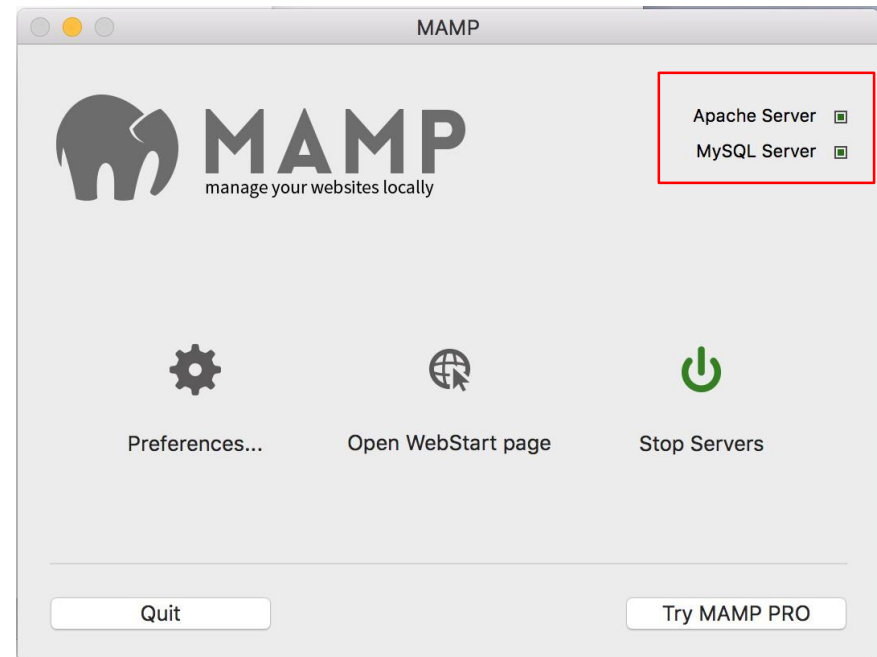 MAMP
MAMP
manage your websites locally
Apache Server
MySQL Server
Preferences...
Open WebStart page
Stop Servers
Quit
Try MAMP PRO